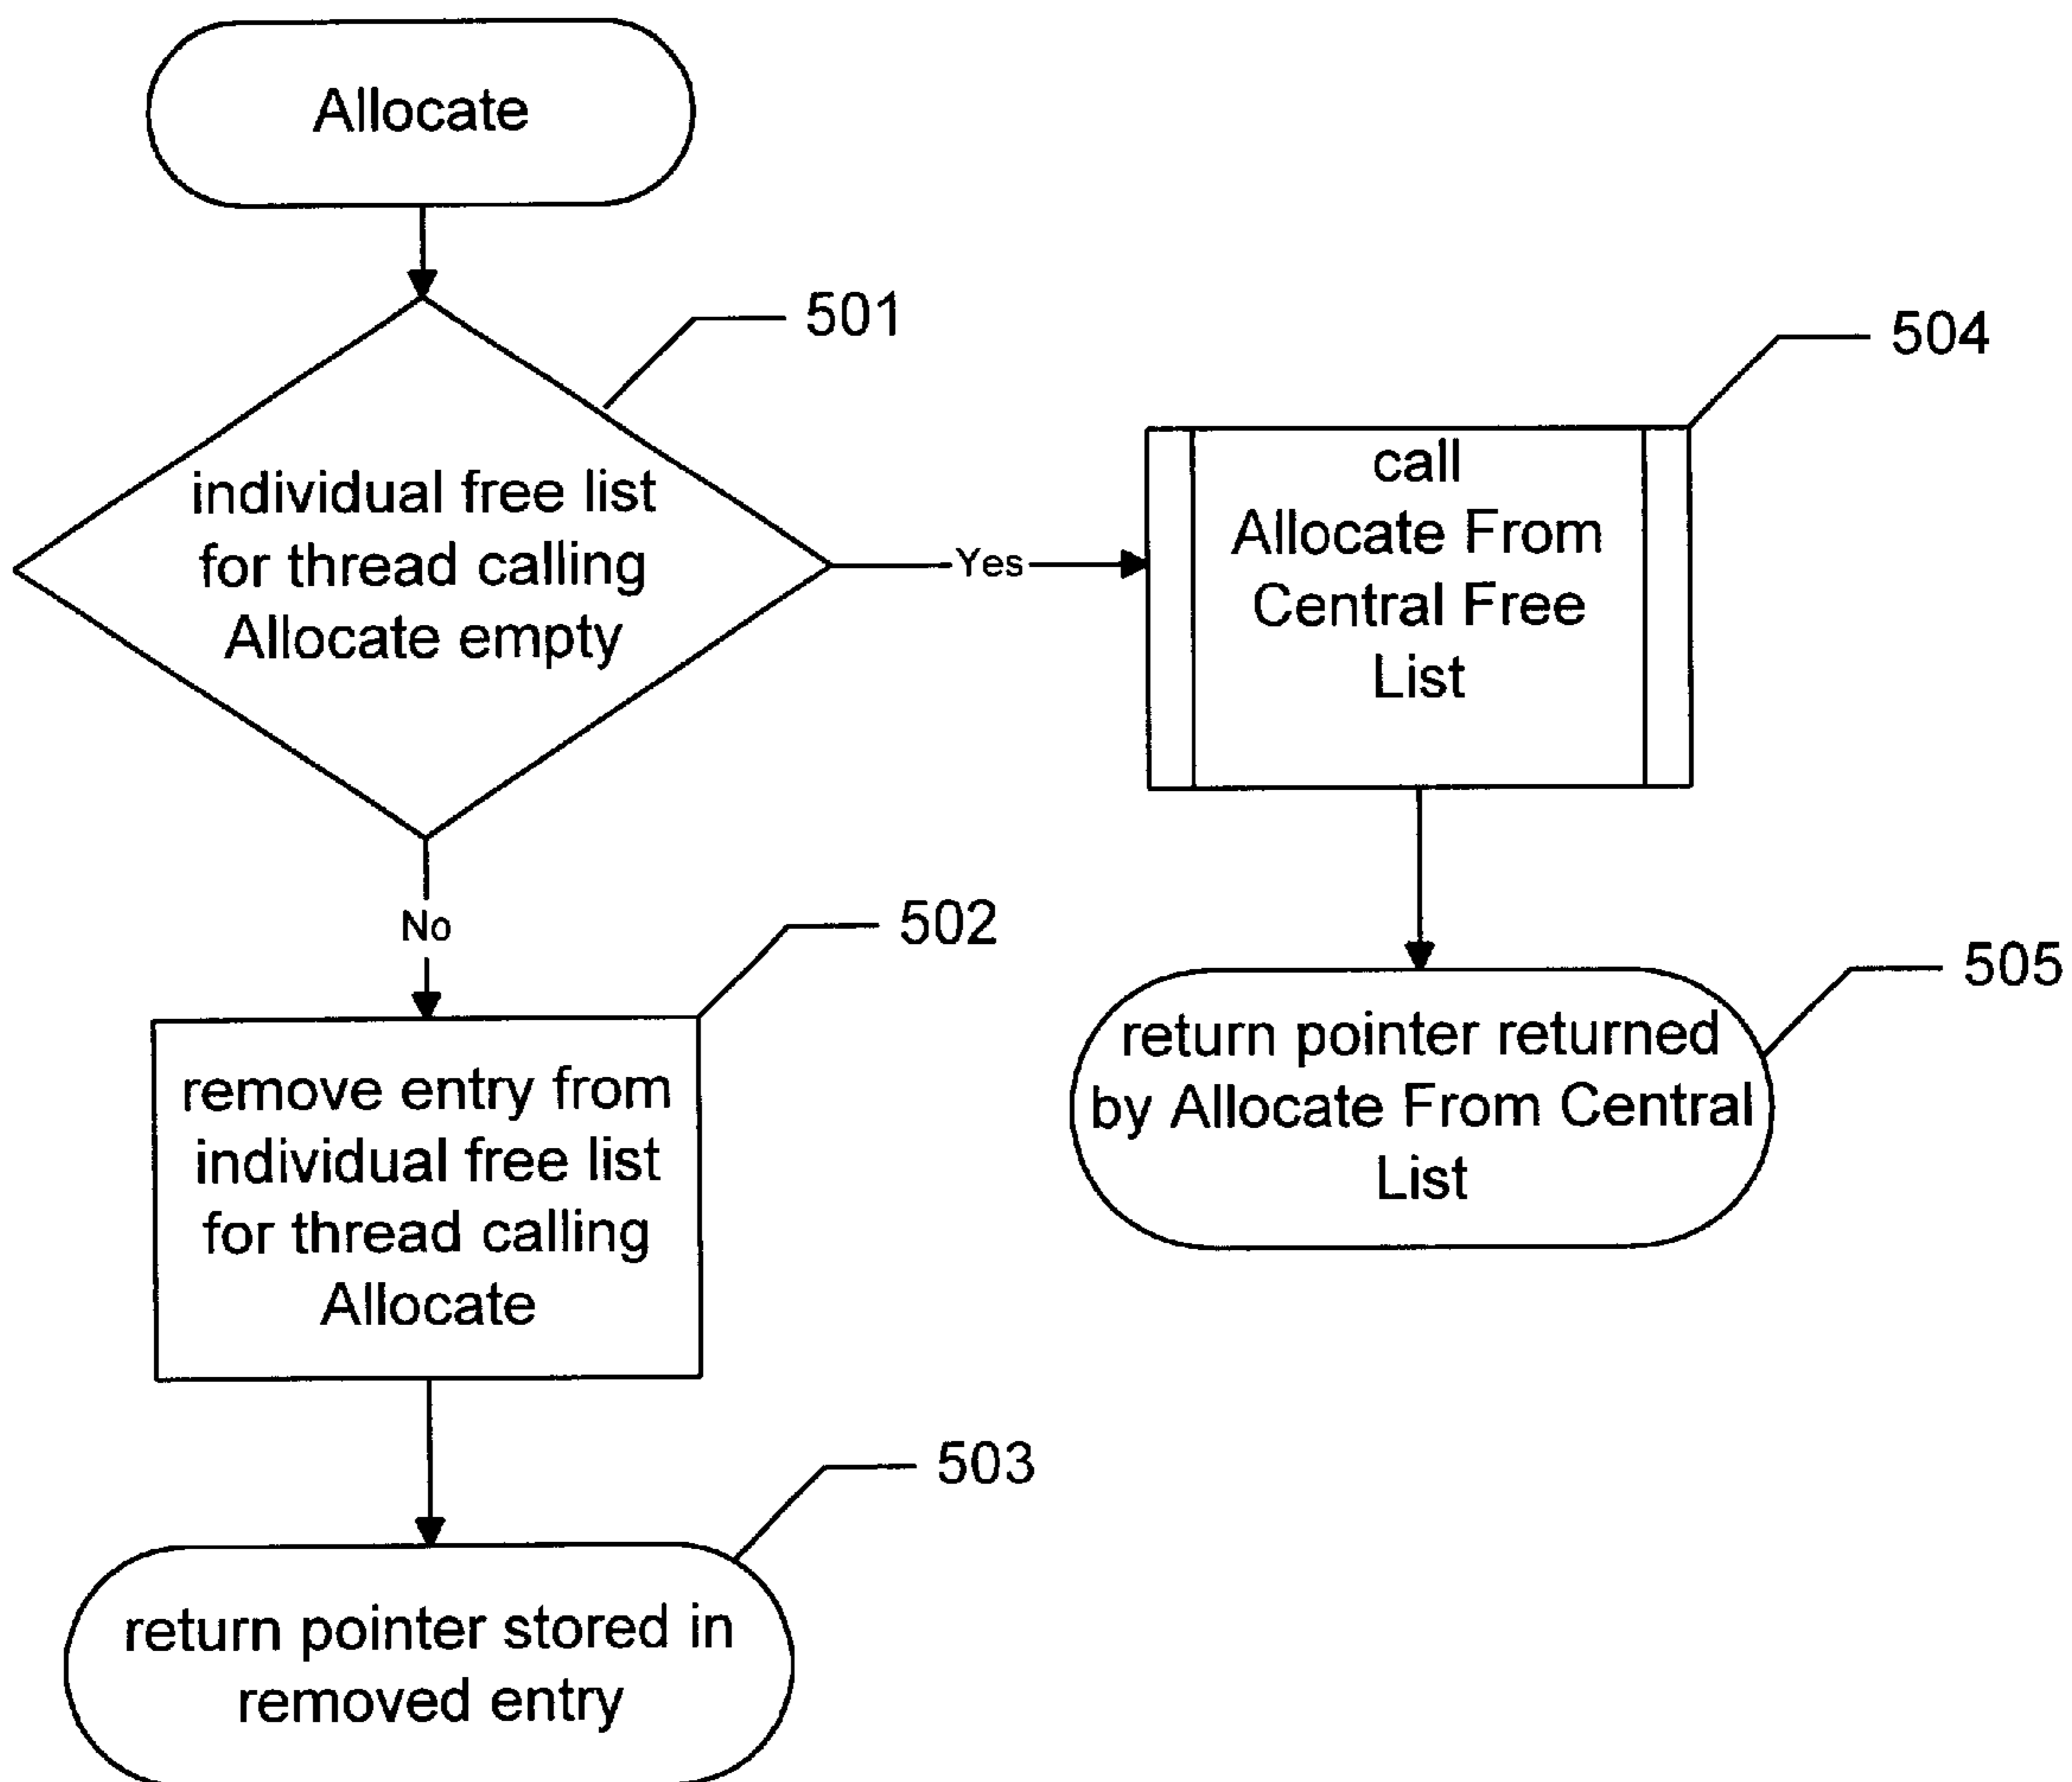 Allocate
501
individual free list
for thread calling
Allocate empty
Yes
504
call
Allocate From
Central Free
List
No
502
remove entry from
individual free list
for thread calling
Allocate
505
return pointer returned
by Allocate From Central
List
503
return pointer stored in
removed entry